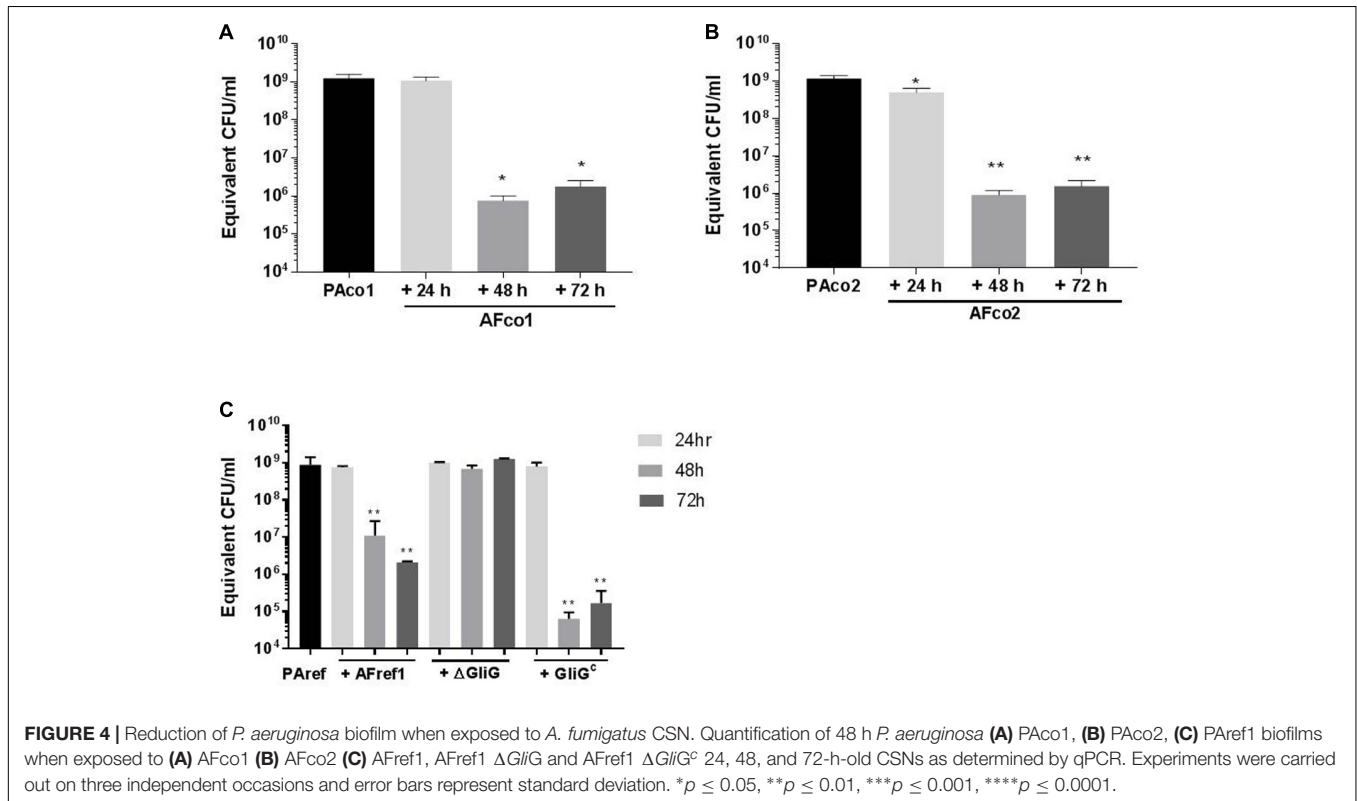 A
Equivalent CFU/ml
10^10
10^9
10^8
10^7
10^6
10^5
10^4
* *
PAco1 + 24 h + 48 h + 72 h
AFco1
B
Equivalent CFU/ml
10^10
10^9
10^8
10^7
10^6
10^5
10^4
* ** **
PAco2 + 24 h + 48 h + 72 h
AFco2
C
Equivalent CFU/ml
10^10
10^9
10^8
10^7
10^6
10^5
10^4
** ** ** **
PAref + AFref1 + ΔGliG + GliG^c
24hr
48h
72h
FIGURE 4 | Reduction of P. aeruginosa biofilm when exposed to A. fumigatus CSN. Quantification of 48 h P. aeruginosa (A) PAco1, (B) PAco2, (C) PAref1 biofilms
when exposed to (A) AFco1 (B) AFco2 (C) AFref1, AFref1 ΔGliG and AFref1 ΔGliG^c 24, 48, and 72-h-old CSNs as determined by qPCR. Experiments were carried
out on three independent occasions and error bars represent standard deviation. *p ≤ 0.05, **p ≤ 0.01, ***p ≤ 0.001, ****p ≤ 0.0001.